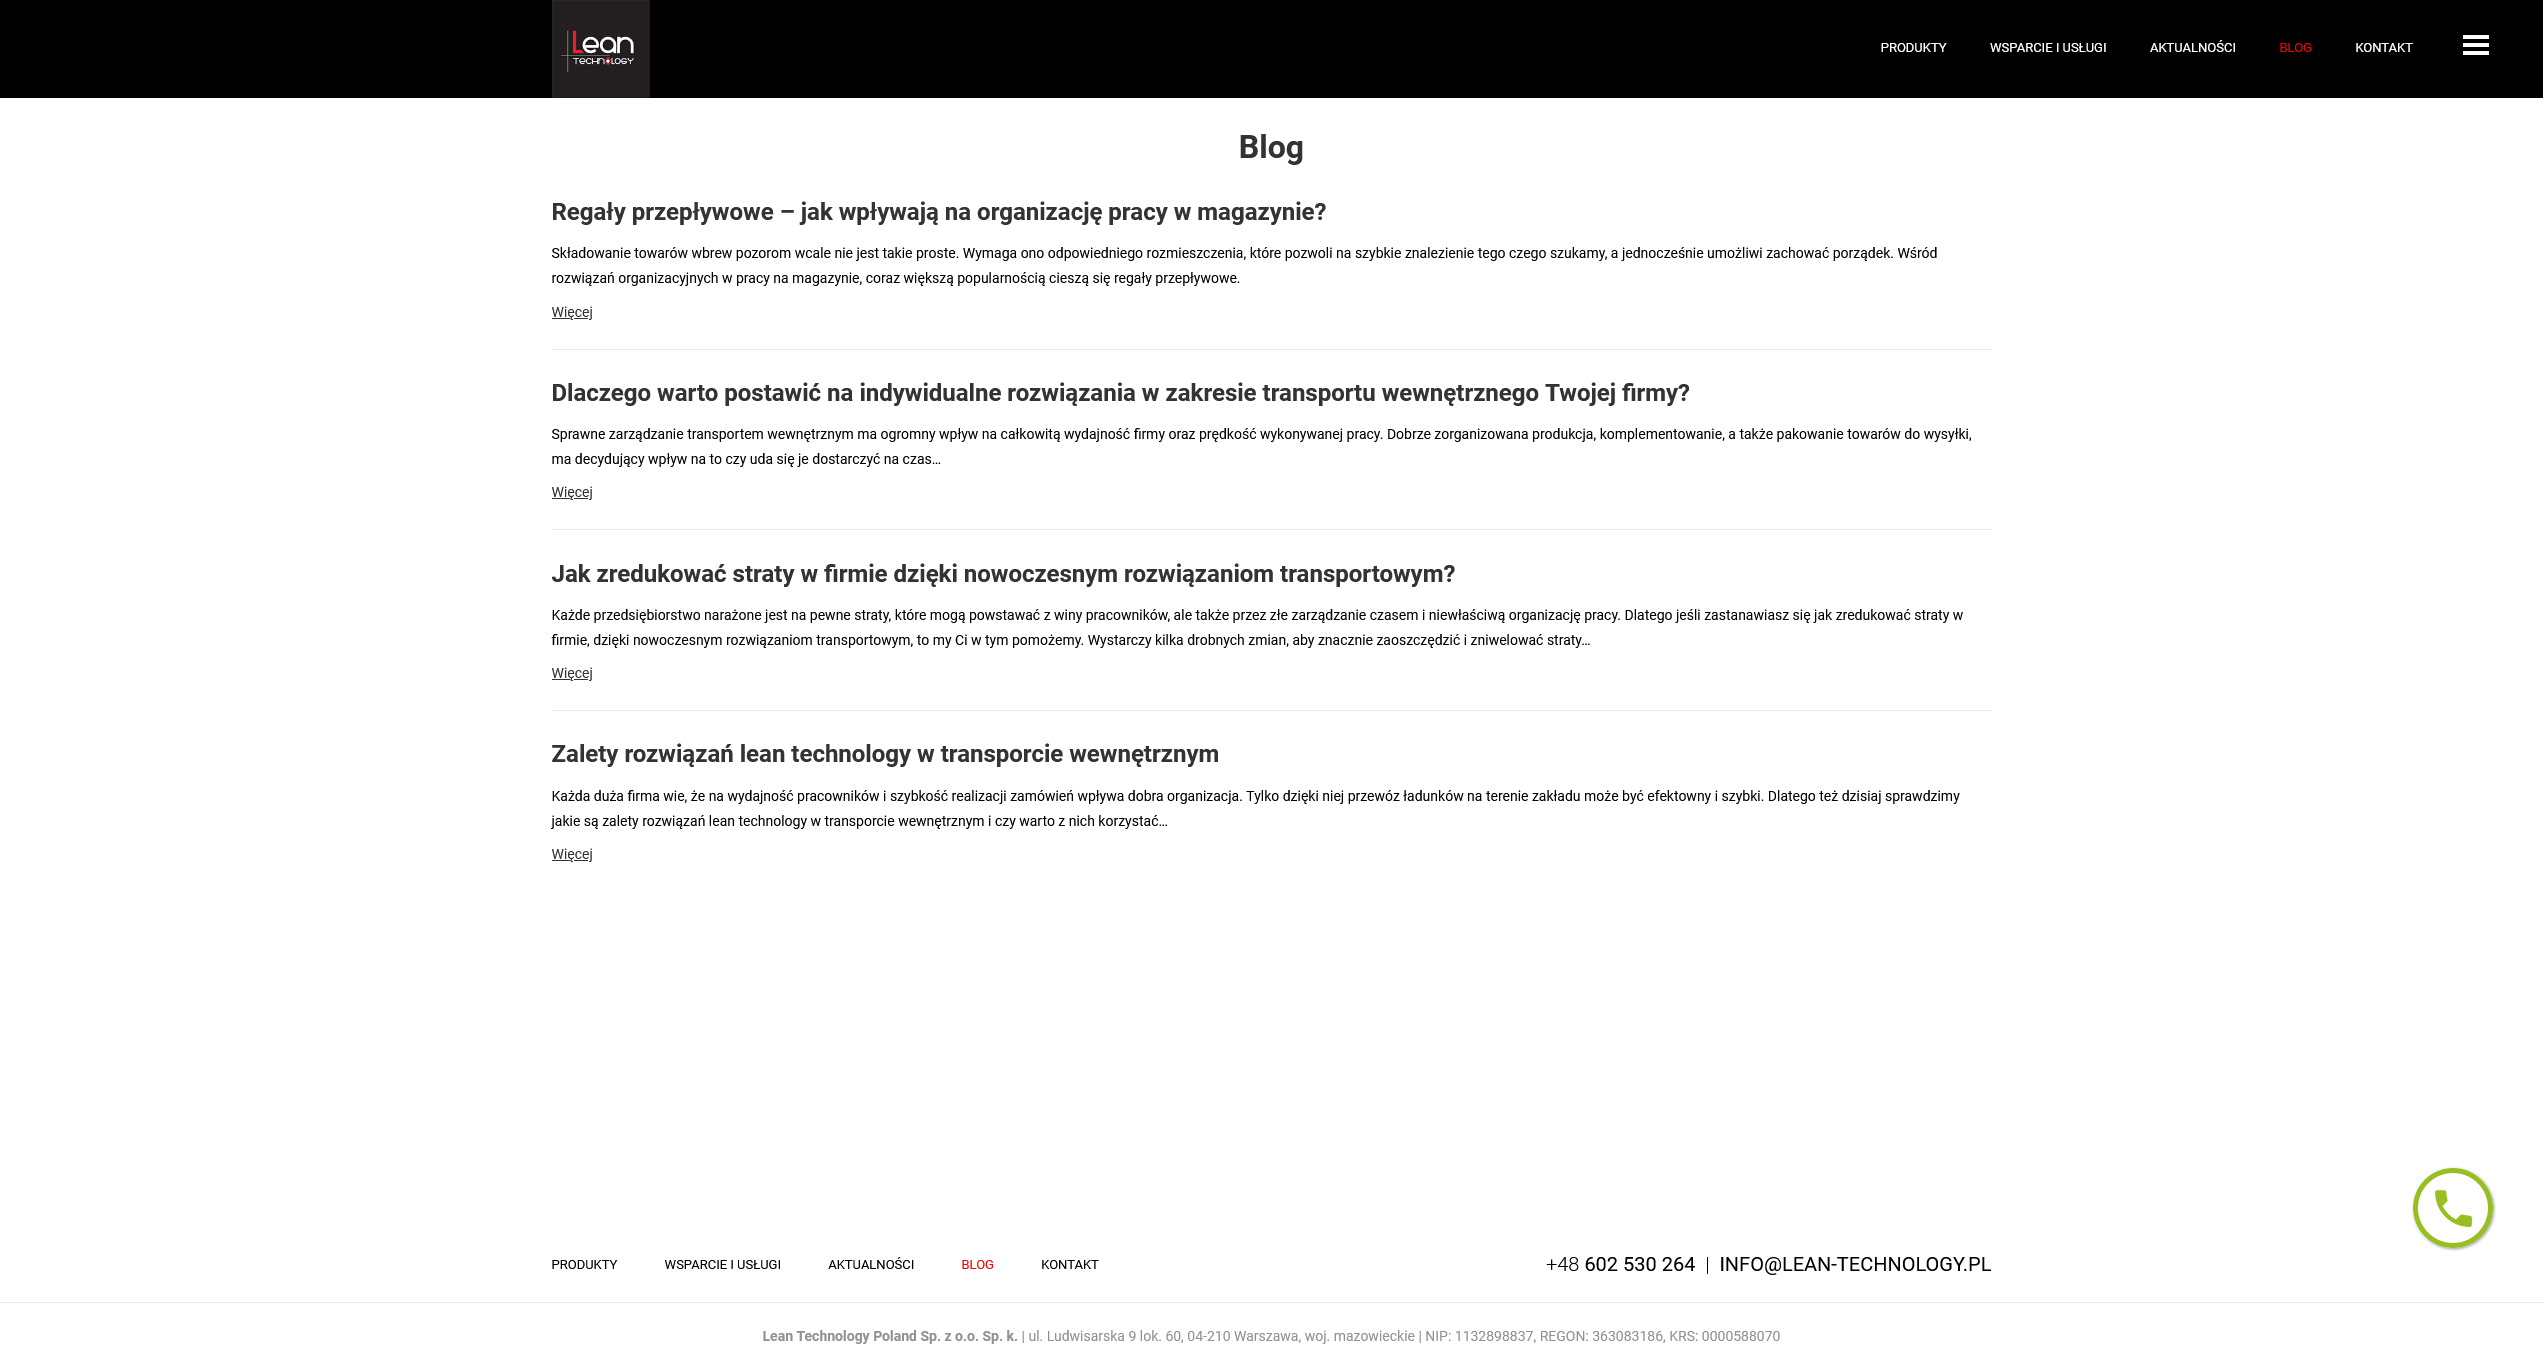 Lean
TECHNOLOGY
PRODUKTY WSPARCIE I USŁUGI AKTUALNOŚCI BLOG KONTAKT
Blog
Regały przepływowe – jak wpływają na organizację pracy w magazynie?
Składowanie towarów wbrew pozorom wcale nie jest takie proste. Wymaga ono odpowiedniego rozmieszczenia, które pozwoli na szybkie znalezienie tego czego szukamy, a jednocześnie umożliwi zachować porządek. Wśród
rozwiązań organizacyjnych w pracy na magazynie, coraz większą popularnością cieszą się regały przepływowe.
Więcej
Dlaczego warto postawić na indywidualne rozwiązania w zakresie transportu wewnętrznego Twojej firmy?
Sprawne zarządzanie transportem wewnętrznym ma ogromny wpływ na całkowitą wydajność firmy oraz prędkość wykonywanej pracy. Dobrze zorganizowana produkcja, komplementowanie, a także pakowanie towarów do wysyłki,
ma decydujący wpływ na to czy uda się je dostarczyć na czas…
Więcej
Jak zredukować straty w firmie dzięki nowoczesnym rozwiązaniom transportowym?
Każde przedsiębiorstwo narażone jest na pewne straty, które mogą powstawać z winy pracowników, ale także przez złe zarządzanie czasem i niewłaściwą organizację pracy. Dlatego jeśli zastanawiasz się jak zredukować straty w
firmie, dzięki nowoczesnym rozwiązaniom transportowym, to my Ci w tym pomożemy. Wystarczy kilka drobnych zmian, aby znacznie zaoszczędzić i zniwelować straty…
Więcej
Zalety rozwiązań lean technology w transporcie wewnętrznym
Każda duża firma wie, że na wydajność pracowników i szybkość realizacji zamówień wpływa dobra organizacja. Tylko dzięki niej przewóz ładunków na terenie zakładu może być efektowny i szybki. Dlatego też dzisiaj sprawdzimy
jakie są zalety rozwiązań lean technology w transporcie wewnętrznym i czy warto z nich korzystać…
Więcej
PRODUKTY WSPARCIE I USŁUGI AKTUALNOŚCI BLOG KONTAKT +48 602 530 264 | INFO@LEAN-TECHNOLOGY.PL
Lean Technology Poland Sp. z o.o. Sp. k. | ul. Ludwisarska 9 lok. 60, 04-210 Warszawa, woj. mazowieckie | NIP: 1132898837, REGON: 363083186, KRS: 0000588070